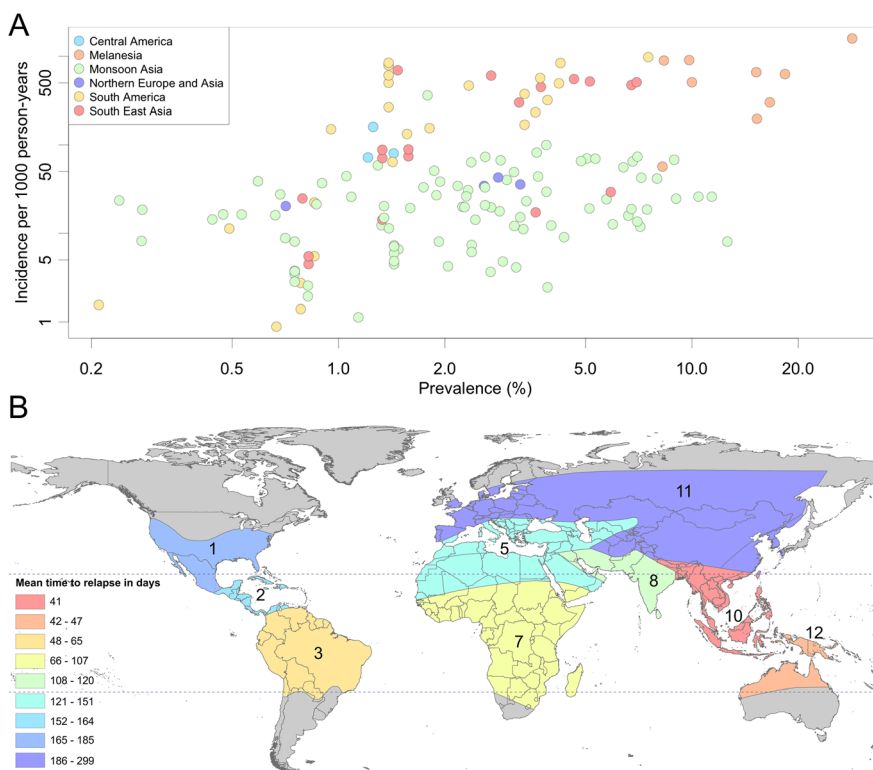 A
Central America
Melanesia
Monsoon Asia
Northern Europe and Asia
South America
South East Asia
Incidence per 1000 person-years
500
50
5
1
0.2 0.5 1.0 2.0 5.0 10.0 20.0
Prevalence (%)
B
11
1
5
2
8
10
12
3
7
Mean time to relapse in days
41
42 - 47
48 - 65
66 - 107
108 - 120
121 - 151
152 - 164
165 - 185
186 - 299